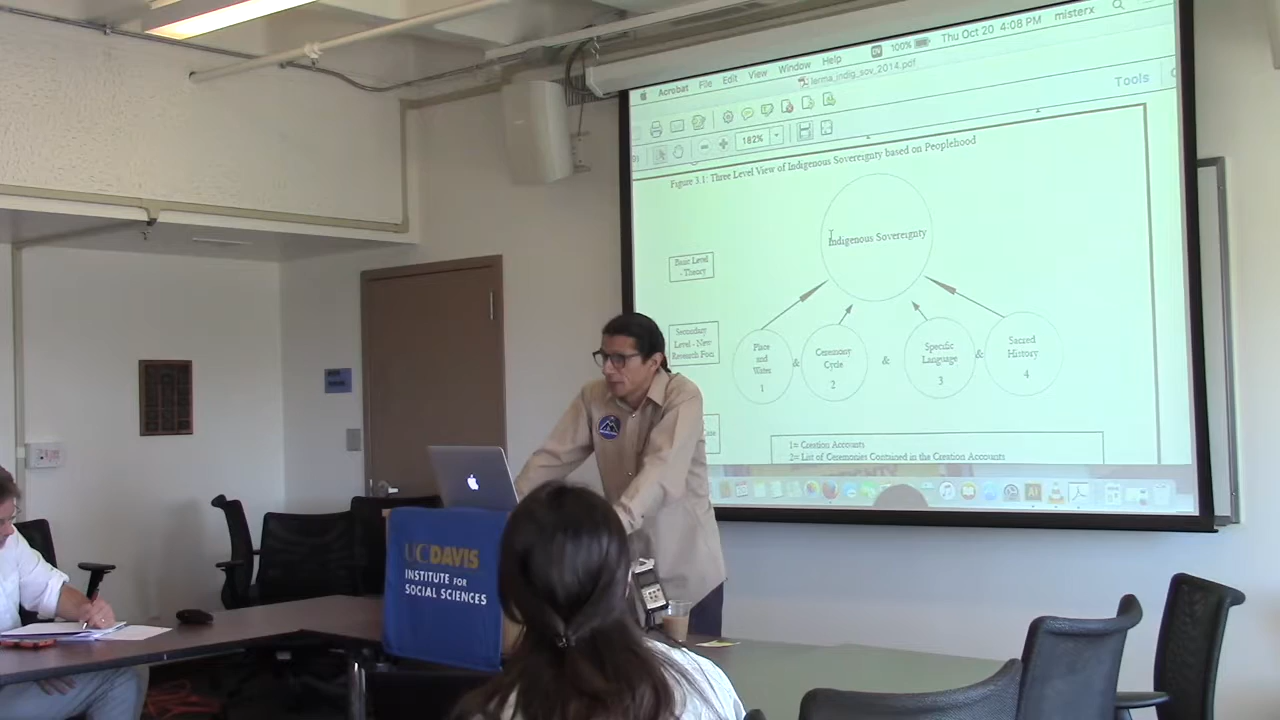 Acrobat File Edit View Window Help
100% Thu Oct 20 4:08 PM misterx
lerma_indig_sov_2014.pdf
Tools
182%
Figure 3.1: Three Level View of Indigenous Sovereignty based on Peoplehood
Indigenous Sovereignty
Basic Level
- Theory
Secondary
Level - New
Research Foci
Place
and
Water
1
&
Ceremony
Cycle
2
&
Specific
Language
3
&
Sacred
History
4
1= Creation Accounts
2= List of Ceremonies Contained in the Creation Accounts
UCDAVIS
INSTITUTE FOR
SOCIAL SCIENCES